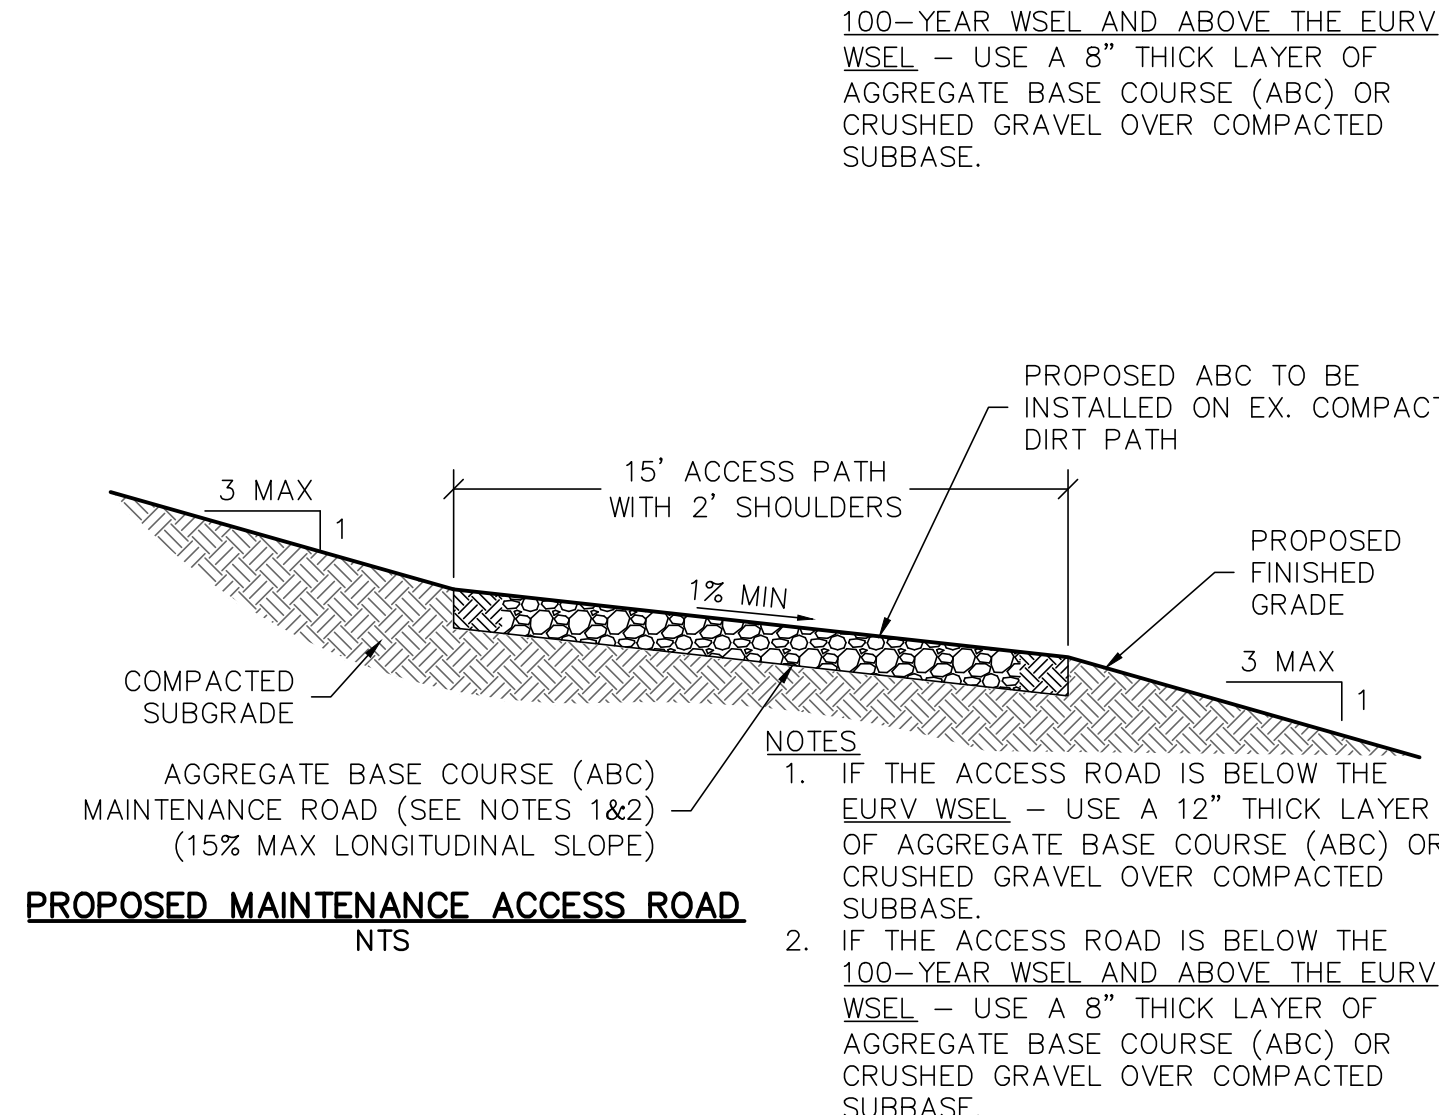 100-YEAR WSEL AND ABOVE THE EURV
WSEL – USE A 8” THICK LAYER OF
AGGREGATE BASE COURSE (ABC) OR
CRUSHED GRAVEL OVER COMPACTED
SUBBASE.
PROPOSED ABC TO BE
INSTALLED ON EX. COMPACT
DIRT PATH
15’ ACCESS PATH
WITH 2’ SHOULDERS
3 MAX
1
1% MIN
PROPOSED
FINISHED
GRADE
3 MAX
1
COMPACTED
SUBGRADE
AGGREGATE BASE COURSE (ABC)
MAINTENANCE ROAD (SEE NOTES 1&2)
(15% MAX LONGITUDINAL SLOPE)
PROPOSED MAINTENANCE ACCESS ROAD
NTS
NOTES
1. IF THE ACCESS ROAD IS BELOW THE
EURV WSEL – USE A 12” THICK LAYER
OF AGGREGATE BASE COURSE (ABC) OR
CRUSHED GRAVEL OVER COMPACTED
SUBBASE.
2. IF THE ACCESS ROAD IS BELOW THE
100-YEAR WSEL AND ABOVE THE EURV
WSEL – USE A 8” THICK LAYER OF
AGGREGATE BASE COURSE (ABC) OR
CRUSHED GRAVEL OVER COMPACTED
SUBBASE.